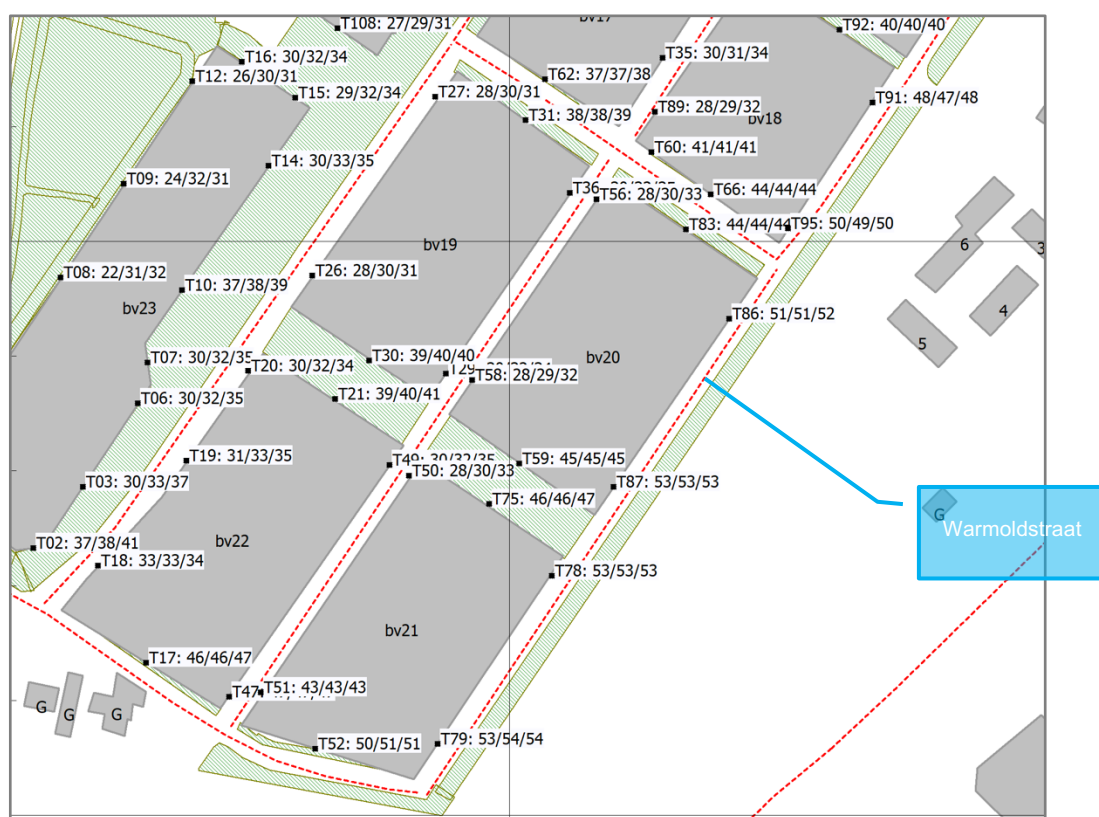 bv17
T108: 27/29/31
T92: 40/40/40
T16: 30/32/34
T35: 30/31/34
T12: 26/30/31
T62: 37/37/38
T15: 29/32/34
T27: 28/30/31
T91: 48/47/48
T89: 28/29/32
bv18
T31: 38/38/39
T60: 41/41/41
T14: 30/33/35
T09: 24/32/31
T36:
T56: 28/30/33
T66: 44/44/44
T83: 44/44/44
T95: 50/49/50
6
3
bv19
T08: 22/31/32
T26: 28/30/31
T10: 37/38/39
bv23
4
T86: 51/51/52
5
T07: 30/32/35
T20: 30/32/34
T30: 39/40/40
bv20
T29:
T58: 28/29/32
T06: 30/32/35
T21: 39/40/41
T19: 31/33/35
T49: 30/32/35
T50: 28/30/33
T59: 45/45/45
T03: 30/33/37
T87: 53/53/53
T75: 46/46/47
G
Warmoldstraat
T02: 37/38/41
bv22
T18: 33/33/34
T78: 53/53/53
bv21
T17: 46/46/47
T47:
T51: 43/43/43
G
G
G
T52: 50/51/51
T79: 53/54/54